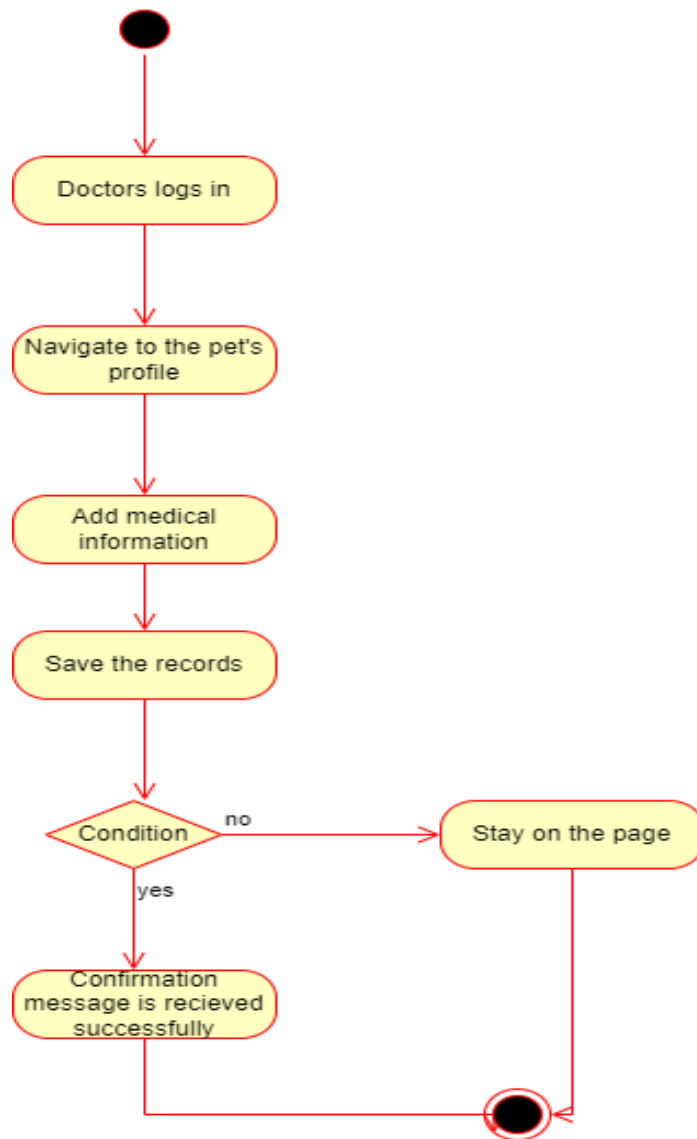 Doctors logs in
Navigate to the pet's
profile
Add medical
information
Save the records
Condition
no
Stay on the page
yes
Confirmation
message is recieved
successfully